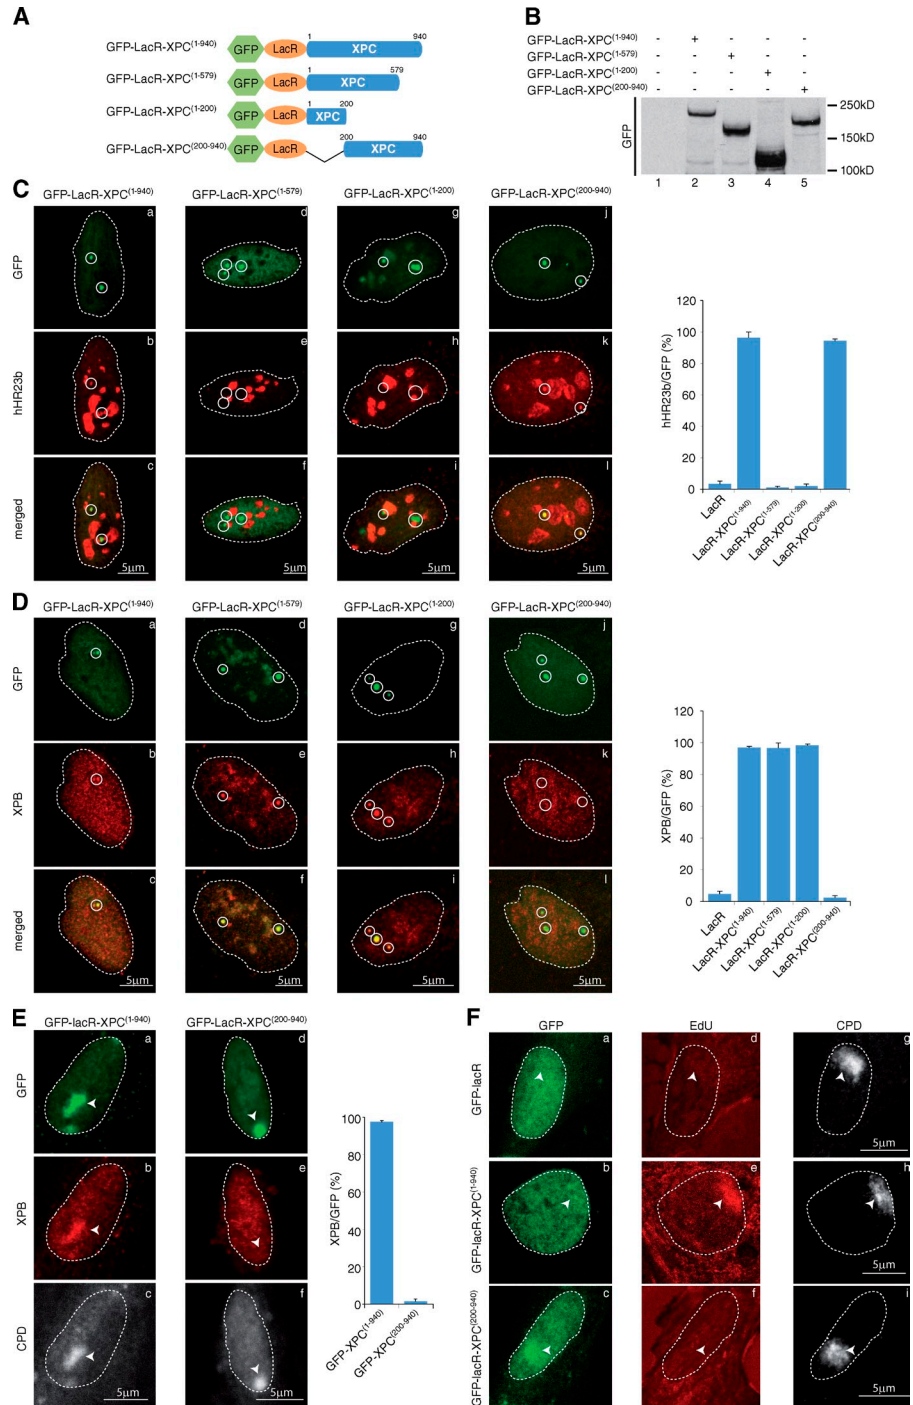 A
GFP-LacR-XPC(1-940) GFP LacR 1 XPC 940
GFP-LacR-XPC(1-579) GFP LacR 1 XPC 579
GFP-LacR-XPC(1-200) GFP LacR 1 XPC 200
GFP-LacR-XPC(200-940) GFP LacR 200 XPC 940
B
GFP-LacR-XPC(1-940) - + - - -
GFP-LacR-XPC(1-579) - - + - -
GFP-LacR-XPC(1-200) - - - + -
GFP-LacR-XPC(200-940) - - - - +
GFP
250kD
150kD
100kD
1 2 3 4 5
C
GFP-LacR-XPC(1-940) GFP-LacR-XPC(1-579) GFP-LacR-XPC(1-200) GFP-LacR-XPC(200-940)
GFP a d g j
hHR23b b e h k
merged c f i l
5μm 5μm 5μm 5μm
hHR23b/GFP (%)
120
100
80
60
40
20
0
LacR LacR-XPC(1-940) LacR-XPC(1-579) LacR-XPC(1-200) LacR-XPC(200-940)
D
GFP-LacR-XPC(1-940) GFP-LacR-XPC(1-579) GFP-LacR-XPC(1-200) GFP-LacR-XPC(200-940)
GFP a d g j
XPB b e h k
merged c f i l
5μm 5μm 5μm 5μm
XPB/GFP (%)
120
100
80
60
40
20
0
LacR LacR-XPC(1-940) LacR-XPC(1-579) LacR-XPC(1-200) LacR-XPC(200-940)
E
GFP-lacR-XPC(1-940) GFP-LacR-XPC(200-940)
GFP a d
XPB b e
CPD c f
5μm 5μm
XPB/GFP (%)
100
80
60
40
20
0
GFP-XPC(1-940) GFP-XPC(200-940)
F
GFP EdU CPD
GFP-lacR a d g
5μm
GFP-lacR-XPC(1-940) b e h
5μm
GFP-lacR-XPC(200-940) c f i
5μm